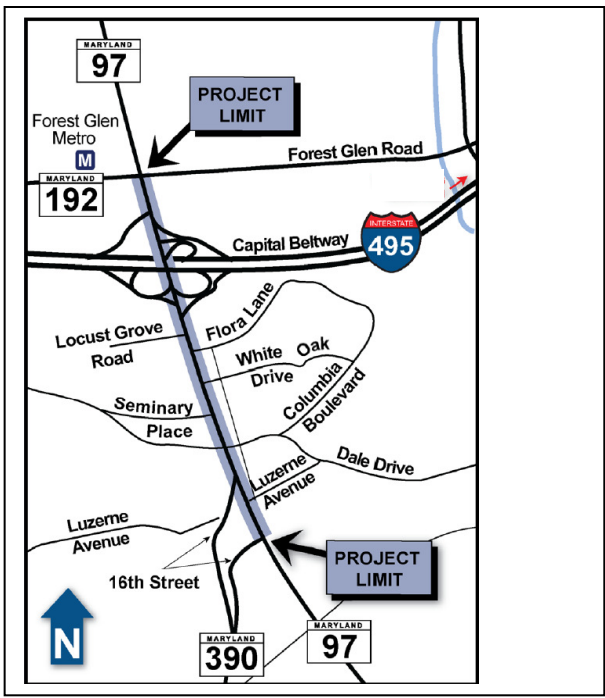 MARYLAND
97
PROJECT
LIMIT
Forest Glen
Metro
M
Forest Glen Road
MARYLAND
192
INTERSTATE
495
Capital Beltway
Flora Lane
Locust Grove
Road
White Oak
Drive
Columbia
Boulevard
Seminary
Place
Dale Drive
Luzerne
Avenue
Luzerne
Avenue
16th Street
PROJECT
LIMIT
N
MARYLAND
390
MARYLAND
97